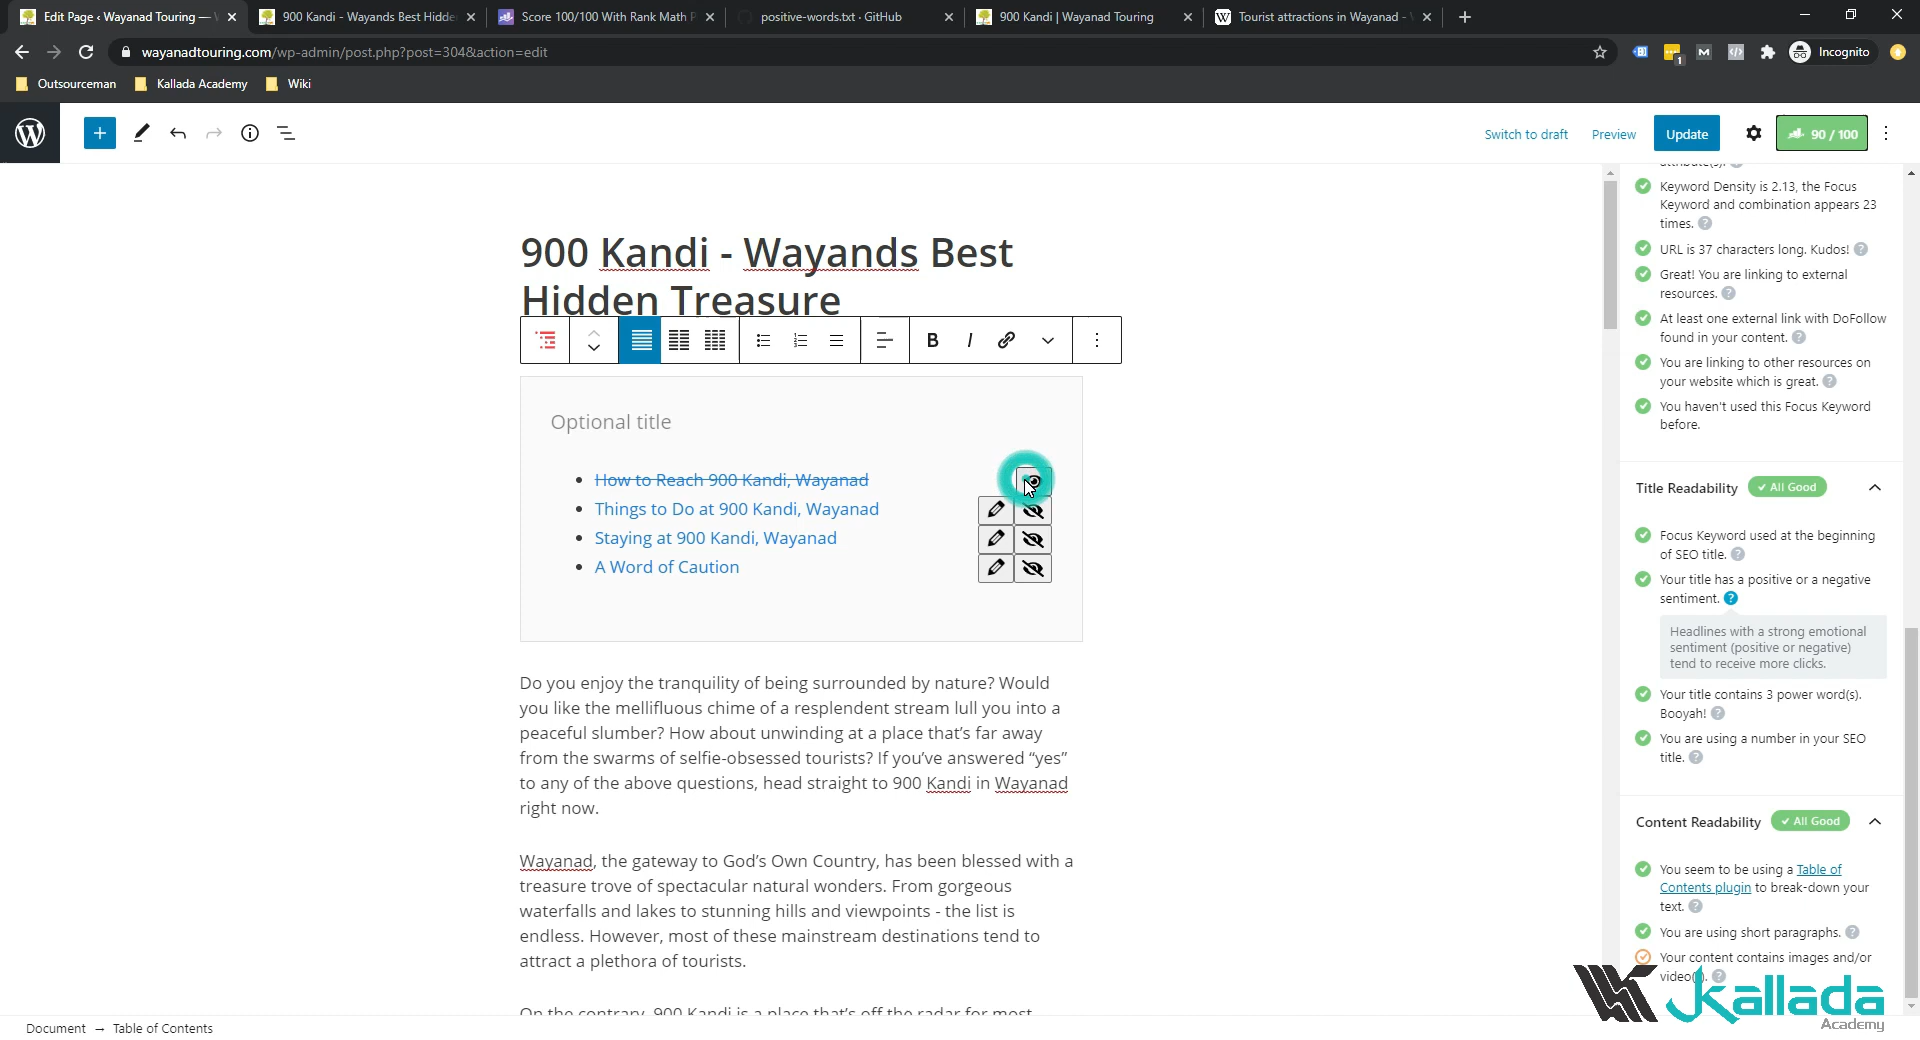 Edit Page ‹ Wayanad Touring —
900 Kandi - Wayands Best Hidde
Score 100/100 With Rank Math P
positive-words.txt · GitHub
900 Kandi | Wayanad Touring
Tourist attractions in Wayanad -
wayanadtouring.com/wp-admin/post.php?post=304&action=edit
1
Incognito
Outsourceman
Kallada Academy
Wiki
Switch to draft
Preview
Update
90 / 100
900 Kandi - Wayands Best
Hidden Treasure
B
I
Optional title
How to Reach 900 Kandi, Wayanad
Things to Do at 900 Kandi, Wayanad
Staying at 900 Kandi, Wayanad
A Word of Caution
Do you enjoy the tranquility of being surrounded by nature? Would
you like the mellifluous chime of a resplendent stream lull you into a
peaceful slumber? How about unwinding at a place that's far away
from the swarms of selfie-obsessed tourists? If you've answered "yes"
to any of the above questions, head straight to 900 Kandi in Wayanad
right now.
Wayanad, the gateway to God's Own Country, has been blessed with a
treasure trove of spectacular natural wonders. From gorgeous
waterfalls and lakes to stunning hills and viewpoints - the list is
endless. However, most of these mainstream destinations tend to
attract a plethora of tourists.
On the contrary, 900 Kandi is a place that's off the radar for most
Document → Table of Contents
attribute(s). ?
Keyword Density is 2.13, the Focus
Keyword and combination appears 23
times. ?
URL is 37 characters long. Kudos! ?
Great! You are linking to external
resources. ?
At least one external link with DoFollow
found in your content. ?
You are linking to other resources on
your website which is great. ?
You haven't used this Focus Keyword
before.
Title Readability ✓ All Good
Focus Keyword used at the beginning
of SEO title. ?
Your title has a positive or a negative
sentiment. ?
Headlines with a strong emotional
sentiment (positive or negative)
tend to receive more clicks.
Your title contains 3 power word(s).
Booyah! ?
You are using a number in your SEO
title. ?
Content Readability ✓ All Good
You seem to be using a Table of
Contents plugin to break-down your
text. ?
You are using short paragraphs. ?
Your content contains images and/or
video(s). ?
Kallada
Academy